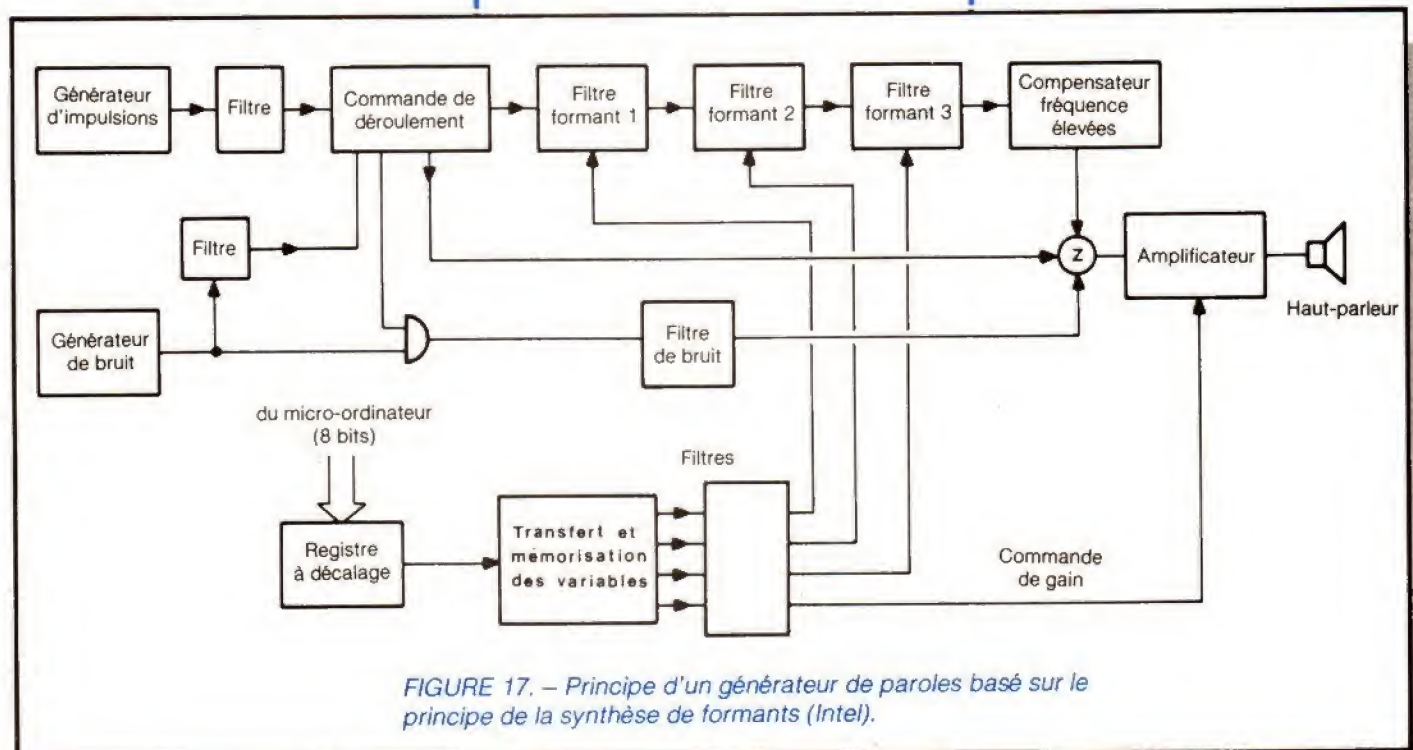 Générateur
d'impulsions
Filtre
Commande de
déroulement
Filtre
formant 1
Filtre
formant 2
Filtre
formant 3
Compensateur
fréquence
élevées
Filtre
Z
Amplificateur
Haut-parleur
Générateur
de bruit
Filtre
de bruit
du micro-ordinateur
(8 bits)
Filtres
Registre
à décalage
Transfert et
mémorisation
des variables
Commande
de gain
FIGURE 17. – Principe d'un générateur de paroles basé sur le
principe de la synthèse de formants (Intel).